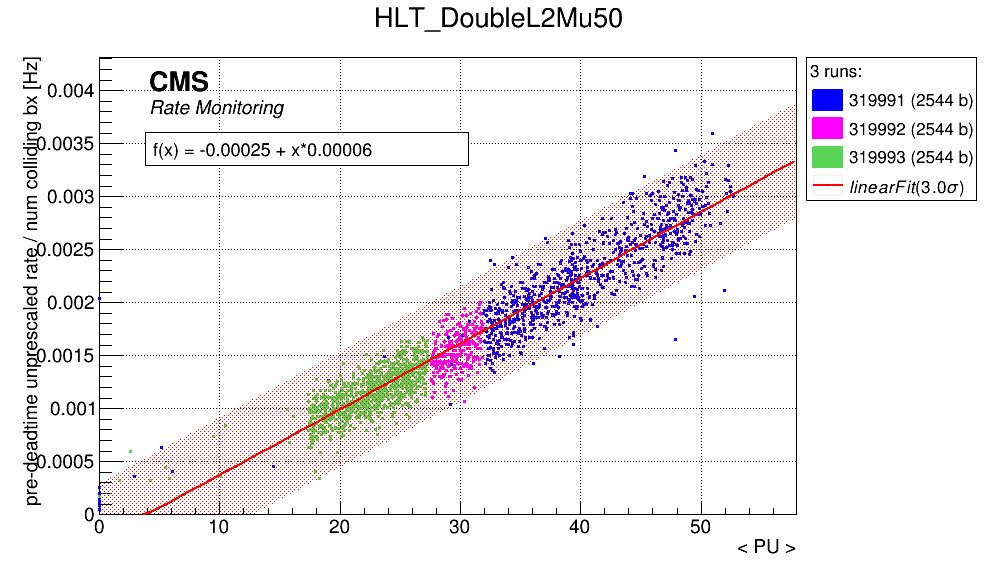 HLT_DoubleL2Mu50
pre-deadtime unprescaled rate / num colliding bx [Hz]
CMS
Rate Monitoring
f(x) = -0.00025 + x*0.00006
0.004
0.0035
0.003
0.0025
0.002
0.0015
0.001
0.0005
0
0 10 20 30 40 50
< PU >
3 runs:
319991 (2544 b)
319992 (2544 b)
319993 (2544 b)
linearFit(3.0σ)